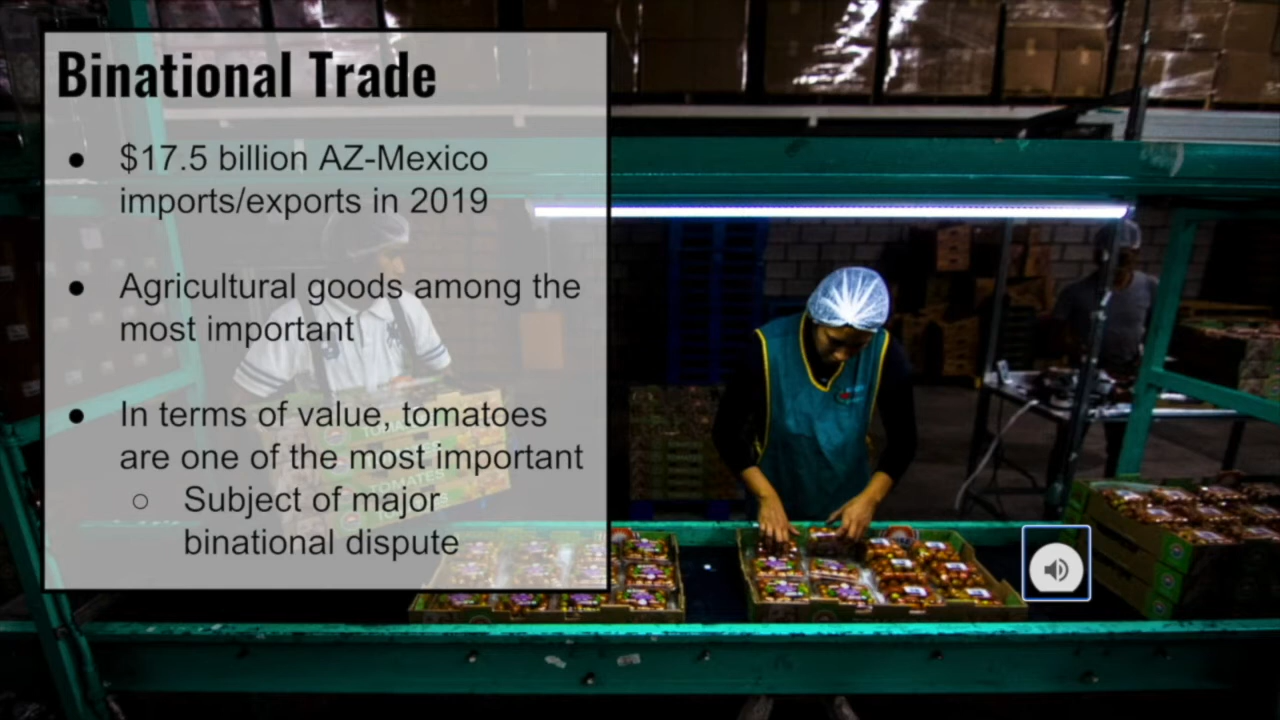 Binational Trade
● $17.5 billion AZ-Mexico
imports/exports in 2019
● Agricultural goods among the
most important
● In terms of value, tomatoes
are one of the most important
○ Subject of major
binational dispute
TOMATOES